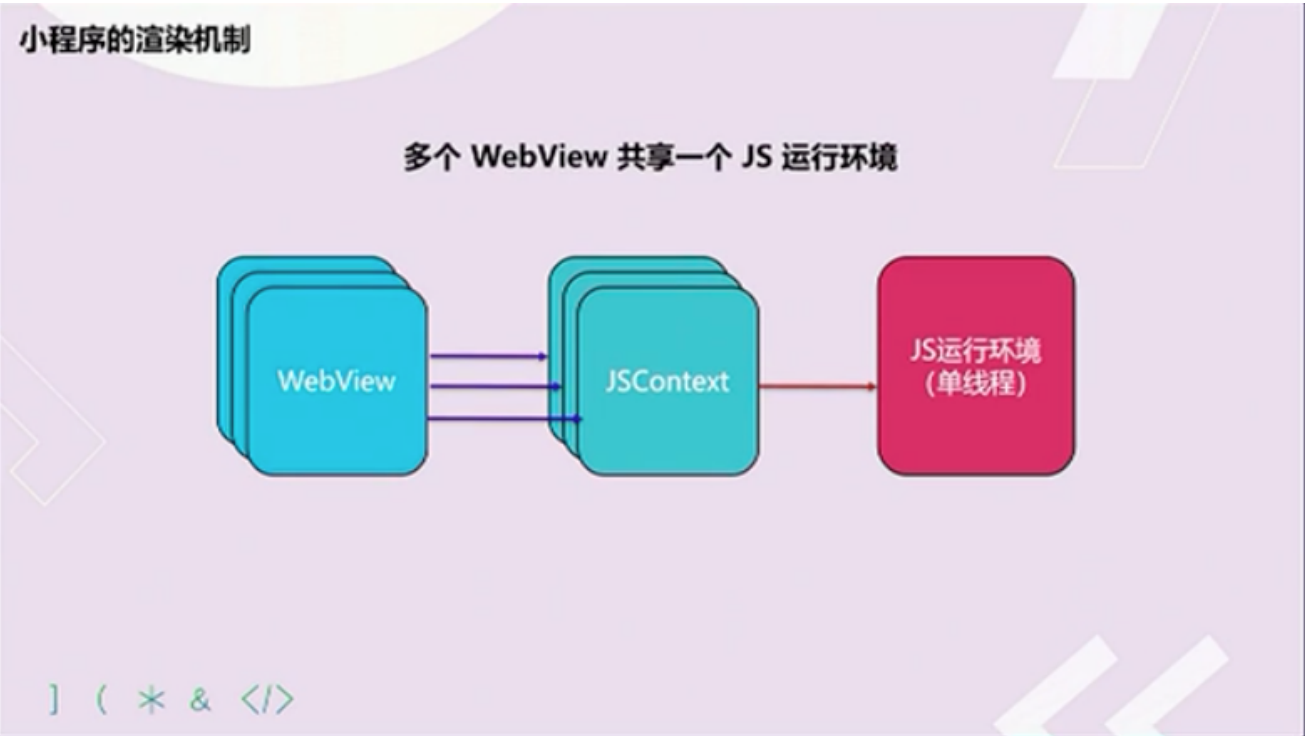 小程序的渲染机制
多个 WebView 共享一个 JS 运行环境
WebView
JSContext
JS运行环境
（单线程）
] ( * & </>